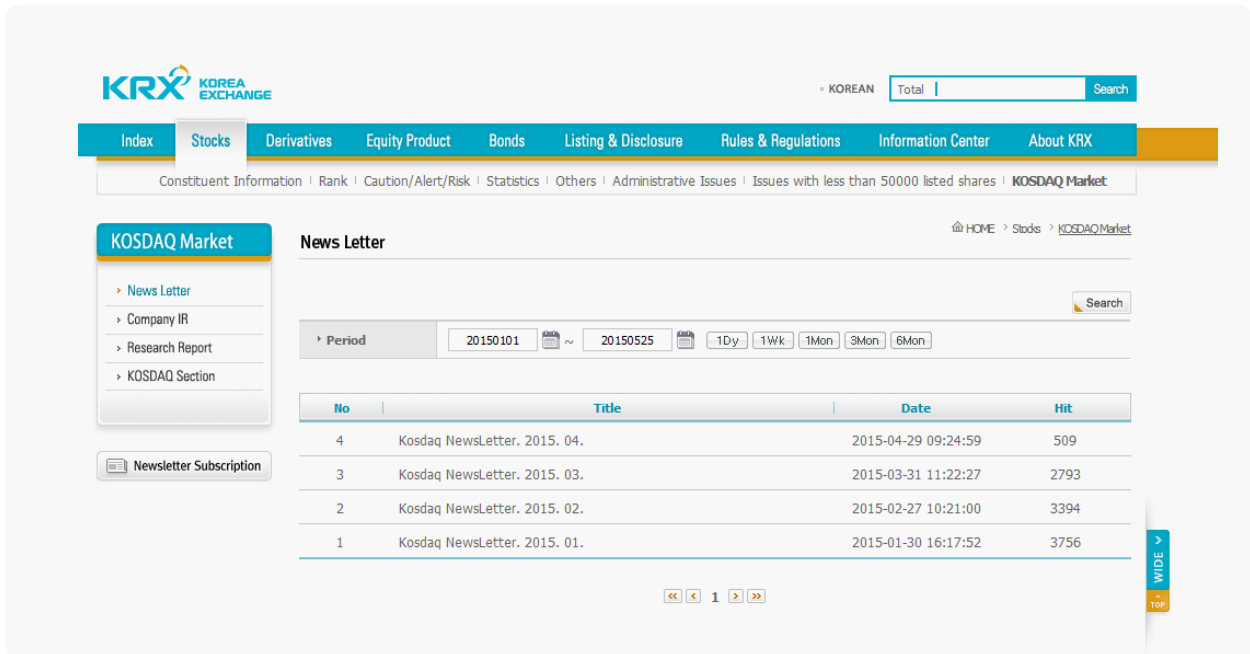 KRX KOREA EXCHANGE
KOREAN Total Search
Index Stocks Derivatives Equity Product Bonds Listing & Disclosure Rules & Regulations Information Center About KRX
Constituent Information | Rank | Caution/Alert/Risk | Statistics | Others | Administrative Issues | Issues with less than 50000 listed shares | KOSDAQ Market
HOME > Stocks > KOSDAQ Market
KOSDAQ Market
› News Letter
› Company IR
› Research Report
› KOSDAQ Section
Newsletter Subscription
News Letter
Search
Period 20150101 ~ 20150525 1Dy 1Wk 1Mon 3Mon 6Mon
No Title Date Hit
4 Kosdaq NewsLetter. 2015. 04. 2015-04-29 09:24:59 509
3 Kosdaq NewsLetter. 2015. 03. 2015-03-31 11:22:27 2793
2 Kosdaq NewsLetter. 2015. 02. 2015-02-27 10:21:00 3394
1 Kosdaq NewsLetter. 2015. 01. 2015-01-30 16:17:52 3756
« ‹ 1 › »
WIDE
TOP